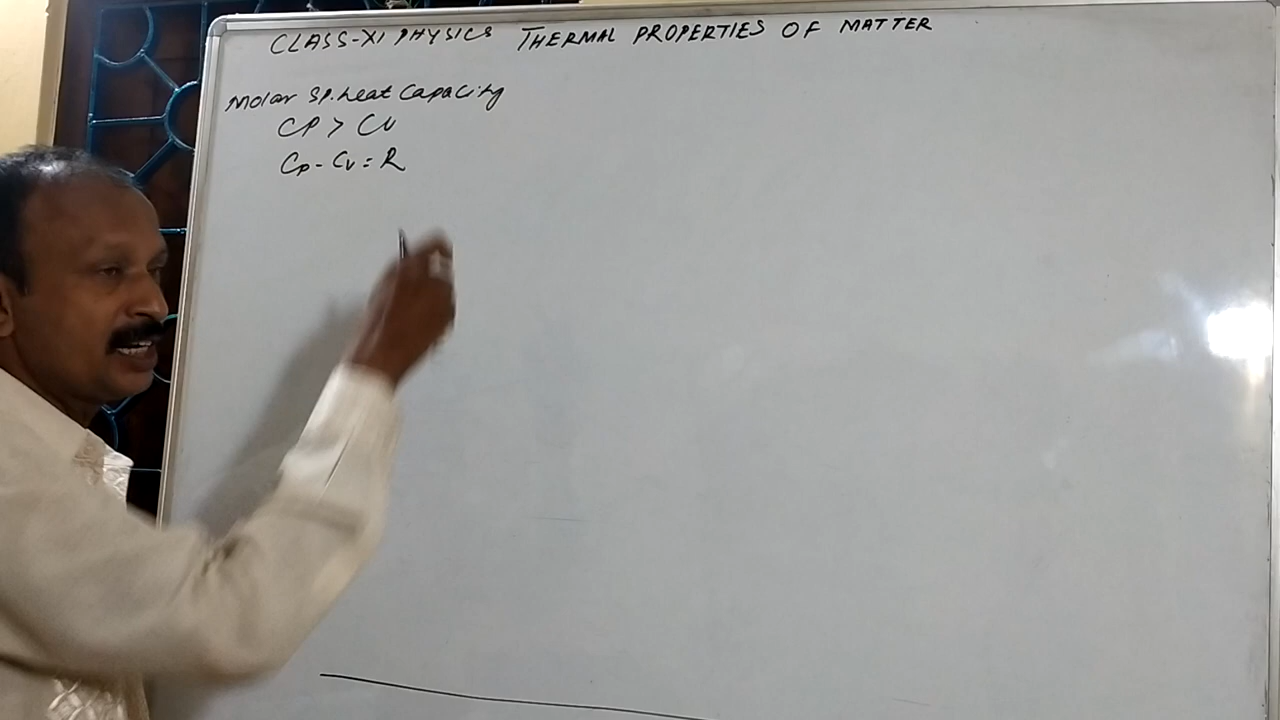 CLASS-XI PHYSICS THERMAL PROPERTIES OF MATTER
Molar Sp. heat Capacity
CP > CV
Cp - Cv = R